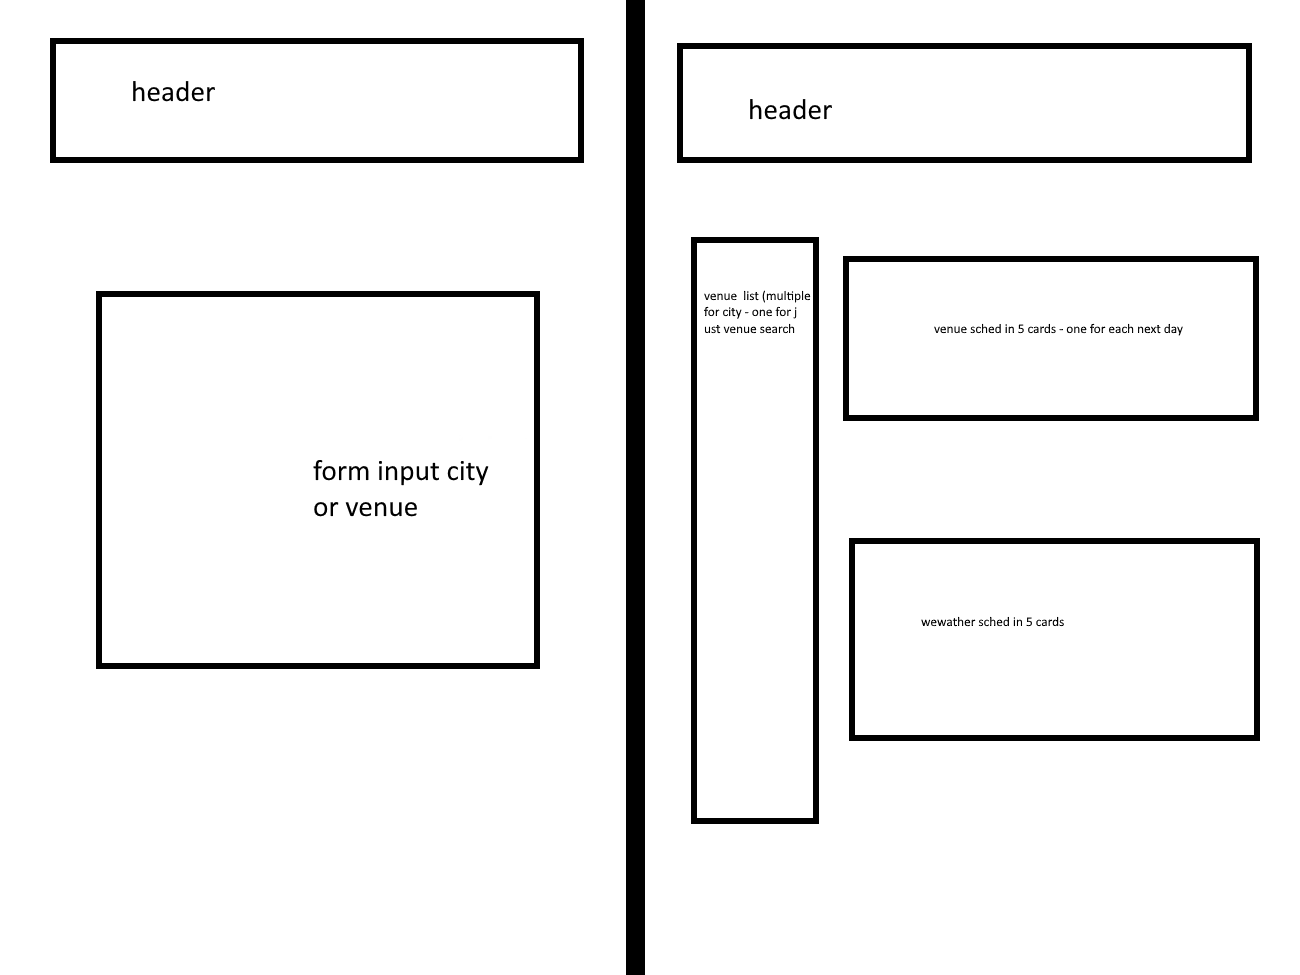 header
form input city
or venue
header
venue  list (multiple
for city - one for j
ust venue search
venue sched in 5 cards - one for each next day
wewather sched in 5 cards